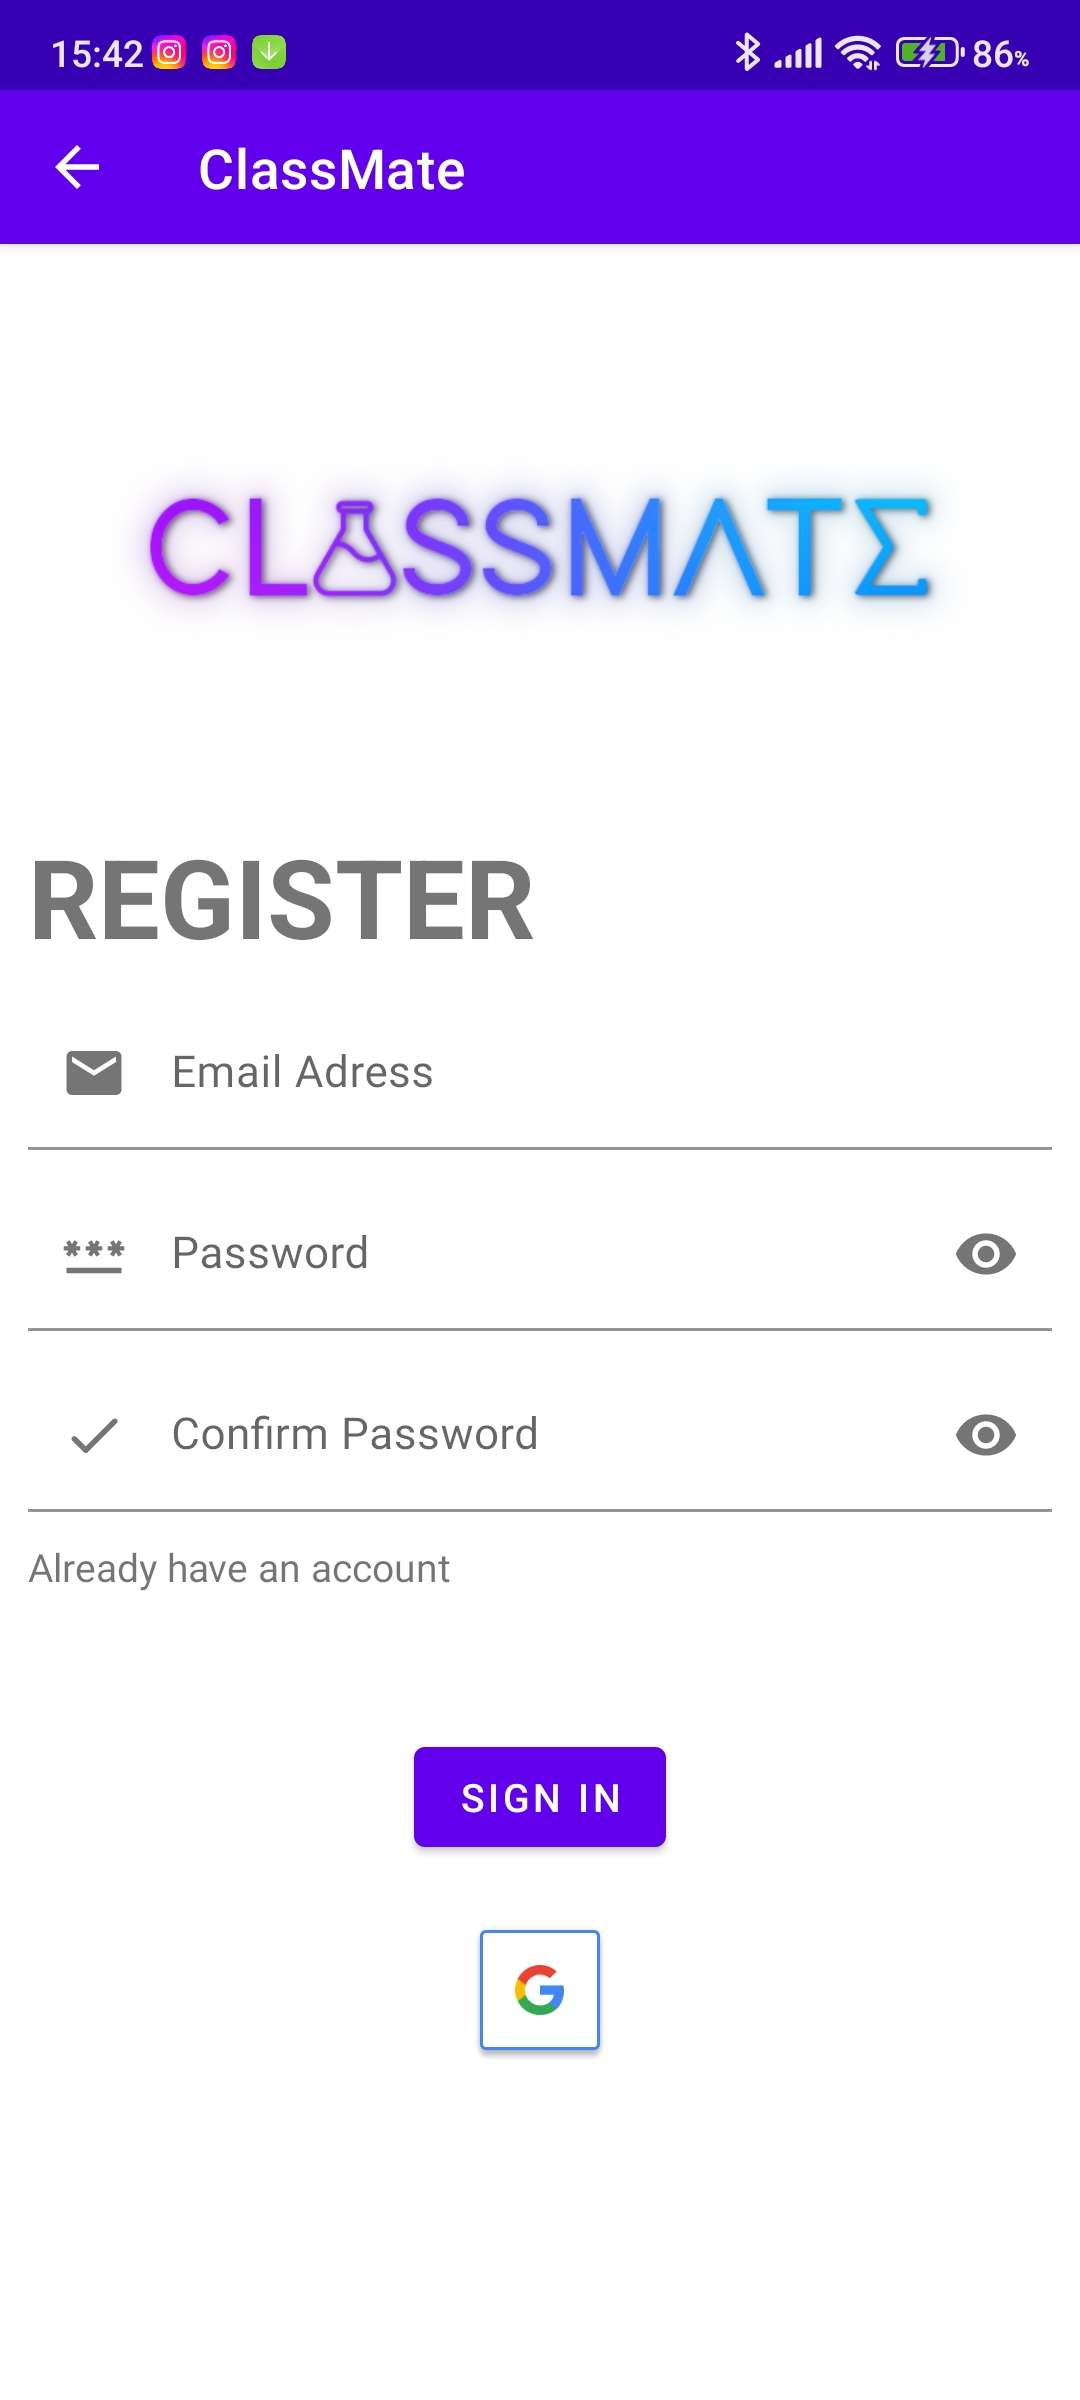 15:42 86%
ClassMate
CLASSMATE
REGISTER
Email Adress
*** Password
Confirm Password
Already have an account
SIGN IN
G